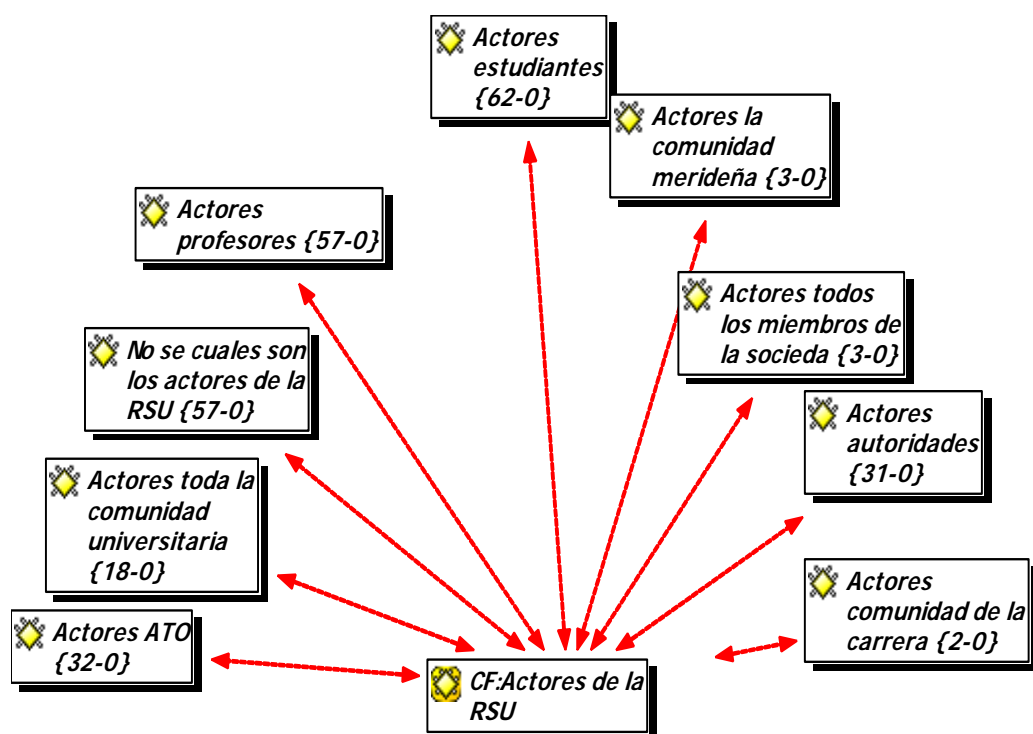 Actores
estudiantes
{62-0}
Actores la
comunidad
merideña {3-0}
Actores
profesores {57-0}
Actores todos
los miembros de
la socieda {3-0}
No se cuales son
los actores de la
RSU {57-0}
Actores
autoridades
{31-0}
Actores toda la
comunidad
universitaria
{18-0}
Actores
comunidad de la
carrera {2-0}
Actores ATO
{32-0}
CF:Actores de la
RSU